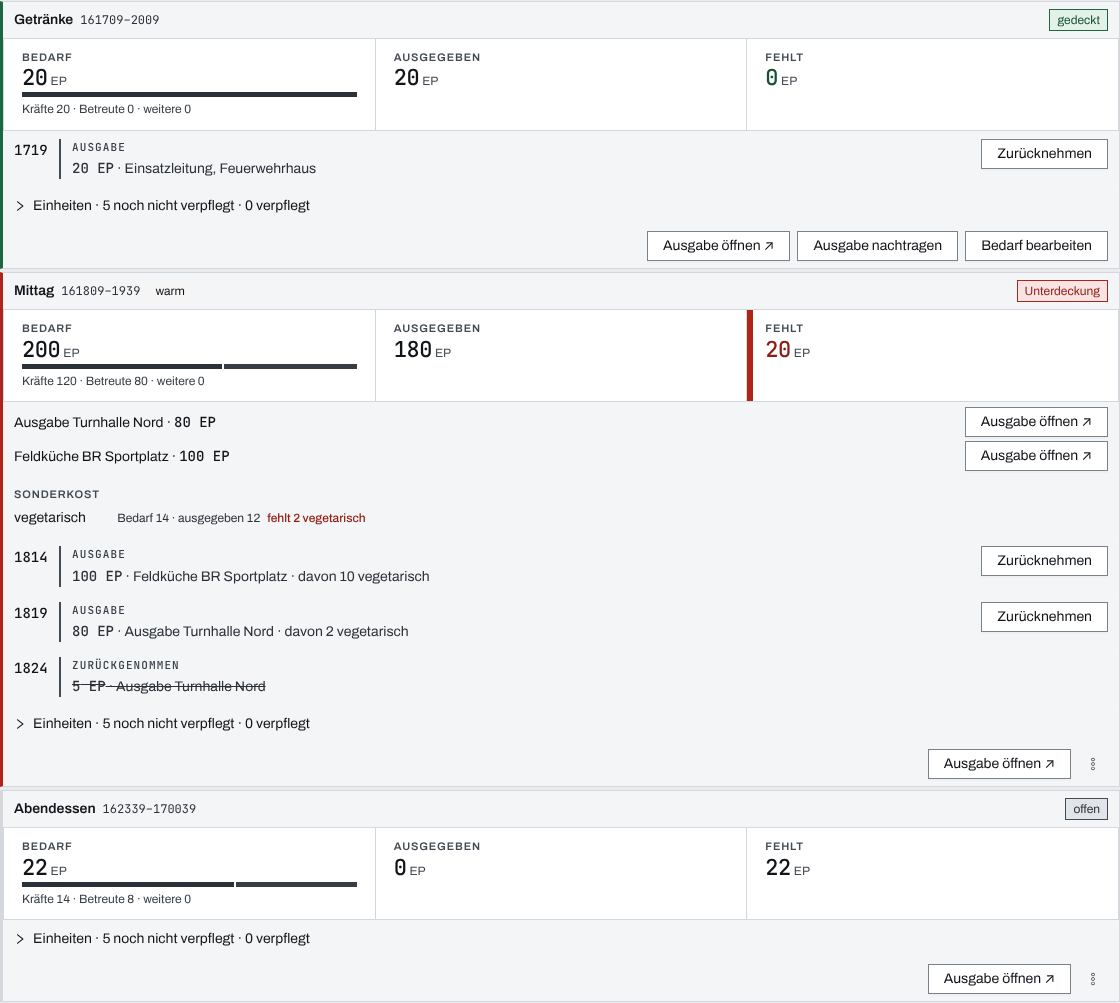 Getränke 161709–2009 gedeckt
BEDARF AUSGEGEBEN FEHLT
20 EP 20 EP 0 EP
Kräfte 20 · Betreute 0 · weitere 0
1719 AUSGABE Zurücknehmen
20 EP · Einsatzleitung, Feuerwehrhaus
Einheiten · 5 noch nicht verpflegt · 0 verpflegt
Ausgabe öffnen ↗ Ausgabe nachtragen Bedarf bearbeiten
Mittag 161809–1939 warm Unterdeckung
BEDARF AUSGEGEBEN FEHLT
200 EP 180 EP 20 EP
Kräfte 120 · Betreute 80 · weitere 0
Ausgabe Turnhalle Nord · 80 EP Ausgabe öffnen ↗
Feldküche BR Sportplatz · 100 EP Ausgabe öffnen ↗
SONDERKOST
vegetarisch Bedarf 14 · ausgegeben 12 fehlt 2 vegetarisch
1814 AUSGABE Zurücknehmen
100 EP · Feldküche BR Sportplatz · davon 10 vegetarisch
1819 AUSGABE Zurücknehmen
80 EP · Ausgabe Turnhalle Nord · davon 2 vegetarisch
1824 ZURÜCKGENOMMEN
5 EP · Ausgabe Turnhalle Nord
Einheiten · 5 noch nicht verpflegt · 0 verpflegt
Ausgabe öffnen ↗
Abendessen 162339–170039 offen
BEDARF AUSGEGEBEN FEHLT
22 EP 0 EP 22 EP
Kräfte 14 · Betreute 8 · weitere 0
Einheiten · 5 noch nicht verpflegt · 0 verpflegt
Ausgabe öffnen ↗